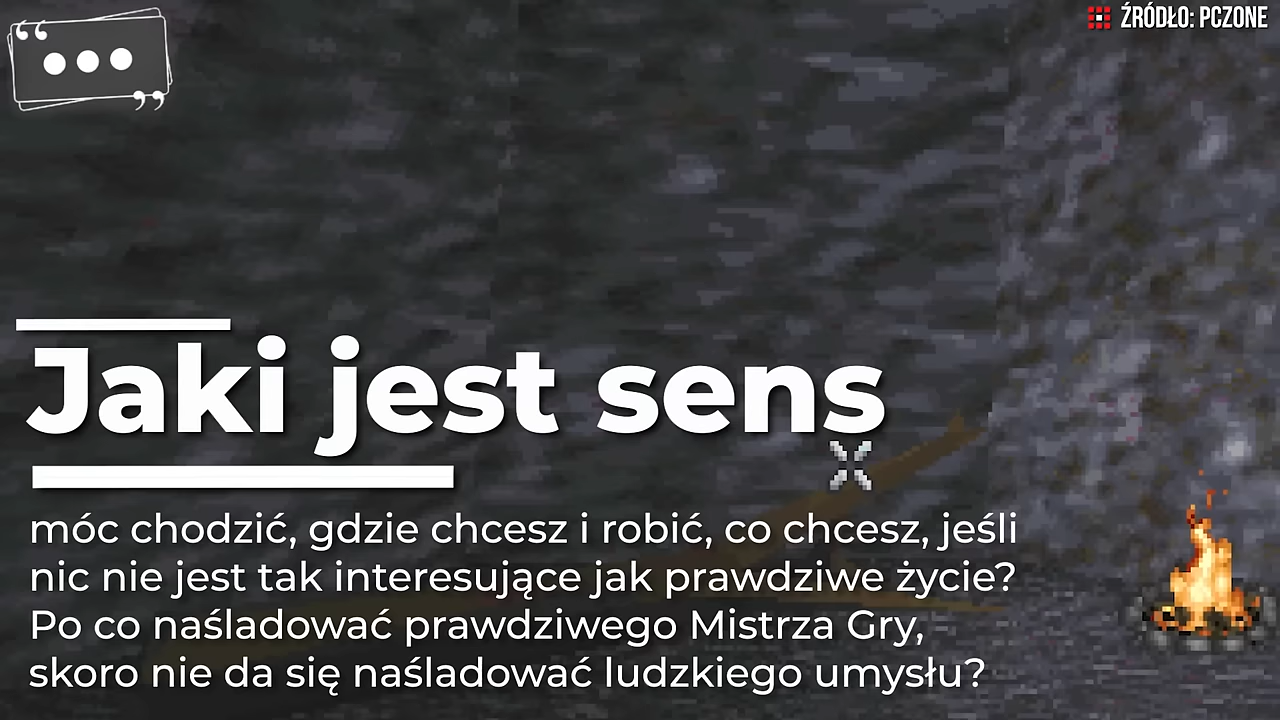 ŹRÓDŁO: PCZONE
Jaki jest sens
móc chodzić, gdzie chcesz i robić, co chcesz, jeśli
nic nie jest tak interesujące jak prawdziwe życie?
Po co naśladować prawdziwego Mistrza Gry,
skoro nie da się naśladować ludzkiego umysłu?